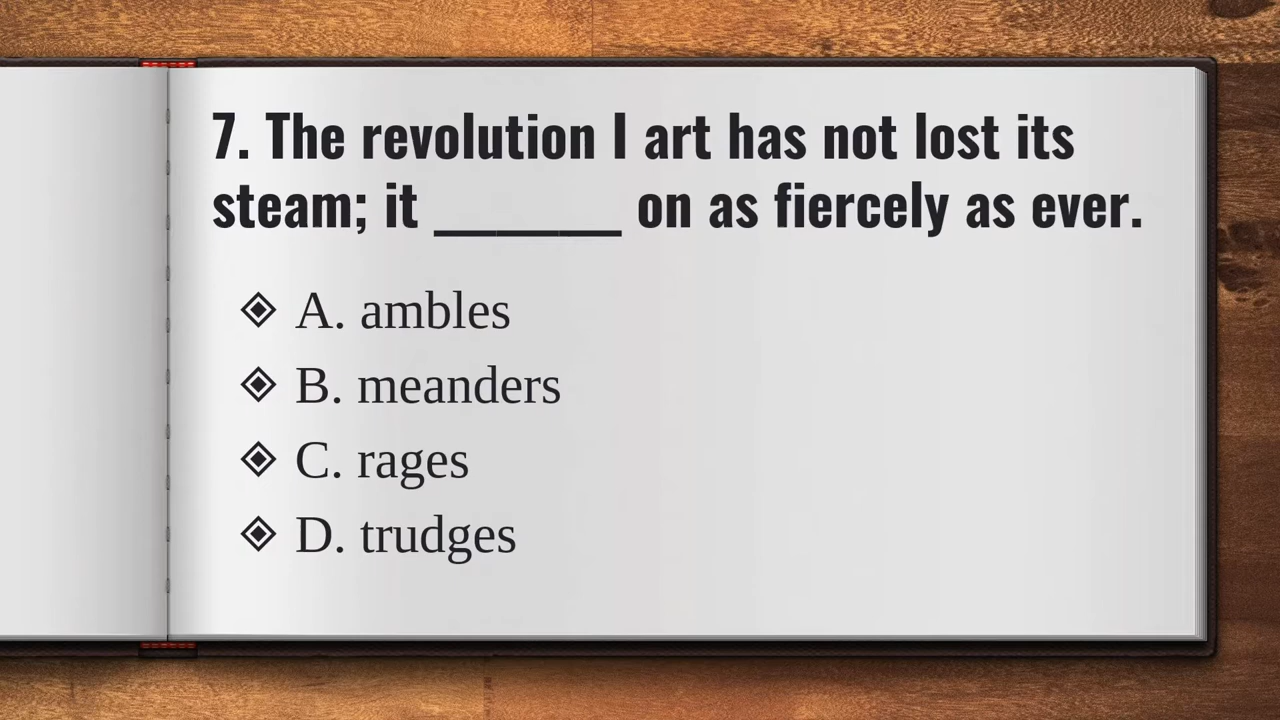 7. The revolution I art has not lost its
steam; it ______ on as fiercely as ever.
A. ambles
B. meanders
C. rages
D. trudges